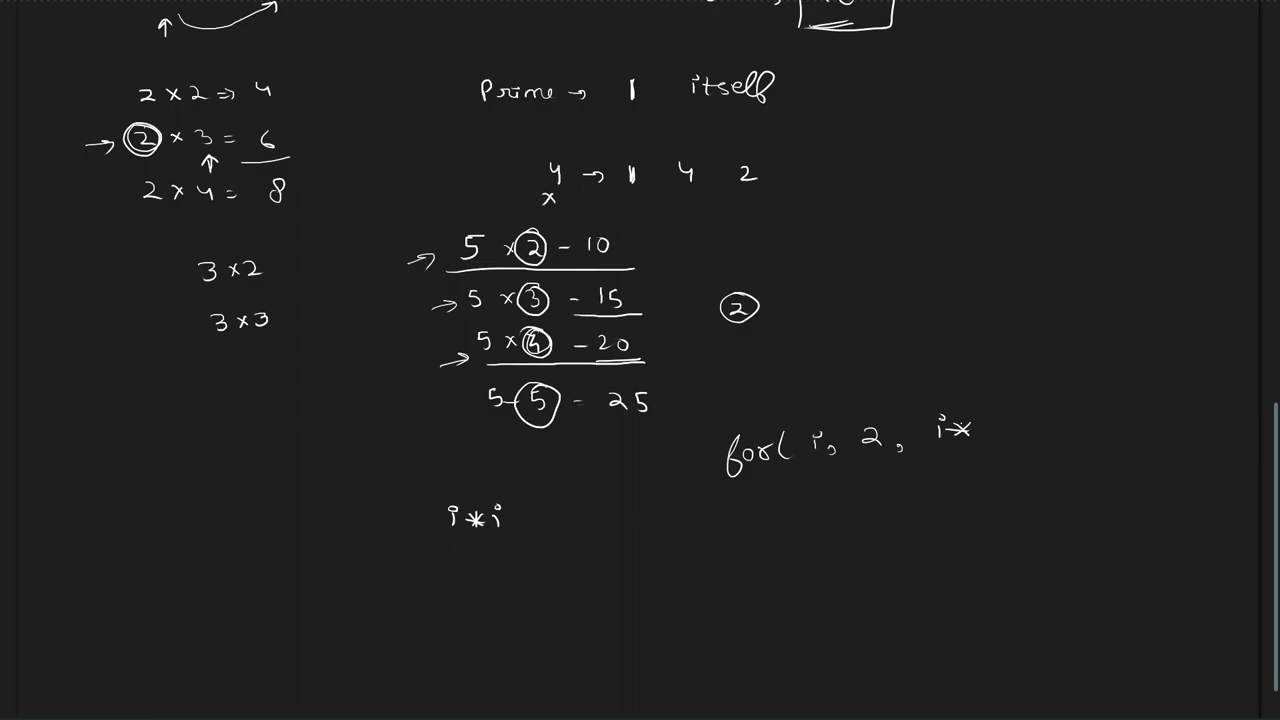 2 × 2 => 4
→ 2 × 3 = 6
2 × 4 = 8
3 × 2
3 × 3
Prime → 1 itself
4 → 1 4 2
x
→ 5 × 2 - 10
→ 5 × 3 - 15
→ 5 × 4 - 20
5 - 5 = 25
2
for( i, 2, i*
i*i